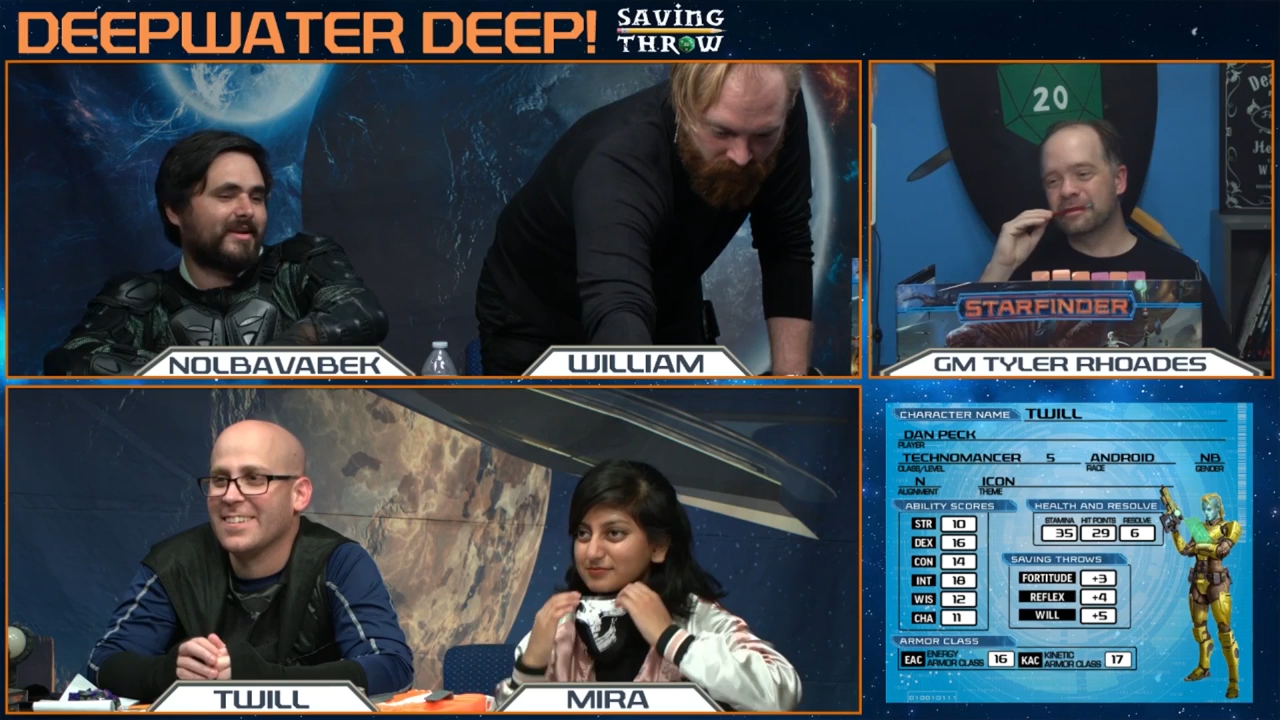 DEEPWATER DEEP!
SAVING
THROW
20
STARFINDER
NOLBAVABEK
WILLIAM
GM TYLER RHOADES
TWILL
MIRA
CHARACTER NAME TWILL
DAN PECK
PLAYER
TECHNOMANCER 5 ANDROID NB
CLASS/LEVEL RACE GENDER
N ICON
ALIGNMENT THEME
ABILITY SCORES
STR 10
DEX 16
CON 14
INT 18
WIS 12
CHA 11
HEALTH AND RESOLVE
STAMINA HIT POINTS RESOLVE
35 29 6
SAVING THROWS
FORTITUDE +3
REFLEX +4
WILL +5
ARMOR CLASS
EAC ENERGY ARMOR CLASS 16 KAC KINETIC ARMOR CLASS 17